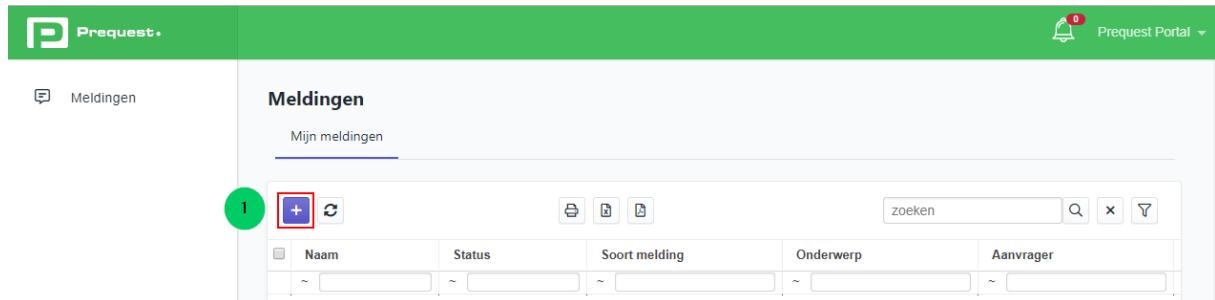 Prequest.
0
Prequest Portal
Meldingen
Meldingen
Mijn meldingen
1
+
zoeken
Naam Status Soort melding Onderwerp Aanvrager
~ ~ ~ ~ ~